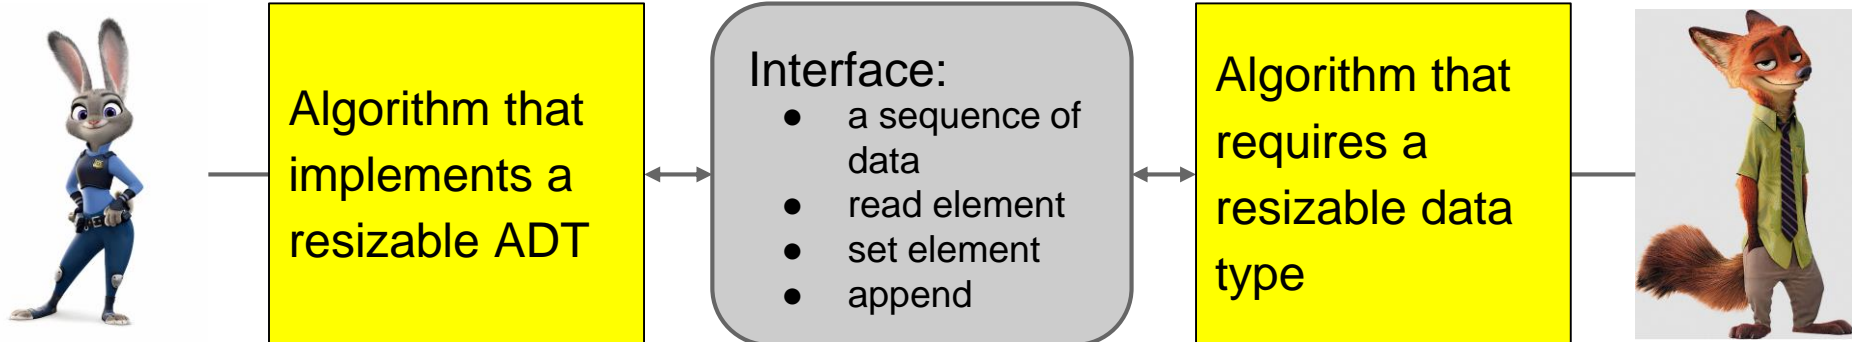 Algorithm that
implements a
resizable ADT
Interface:
● a sequence of
data
● read element
● set element
● append
Algorithm that
requires a
resizable data
type